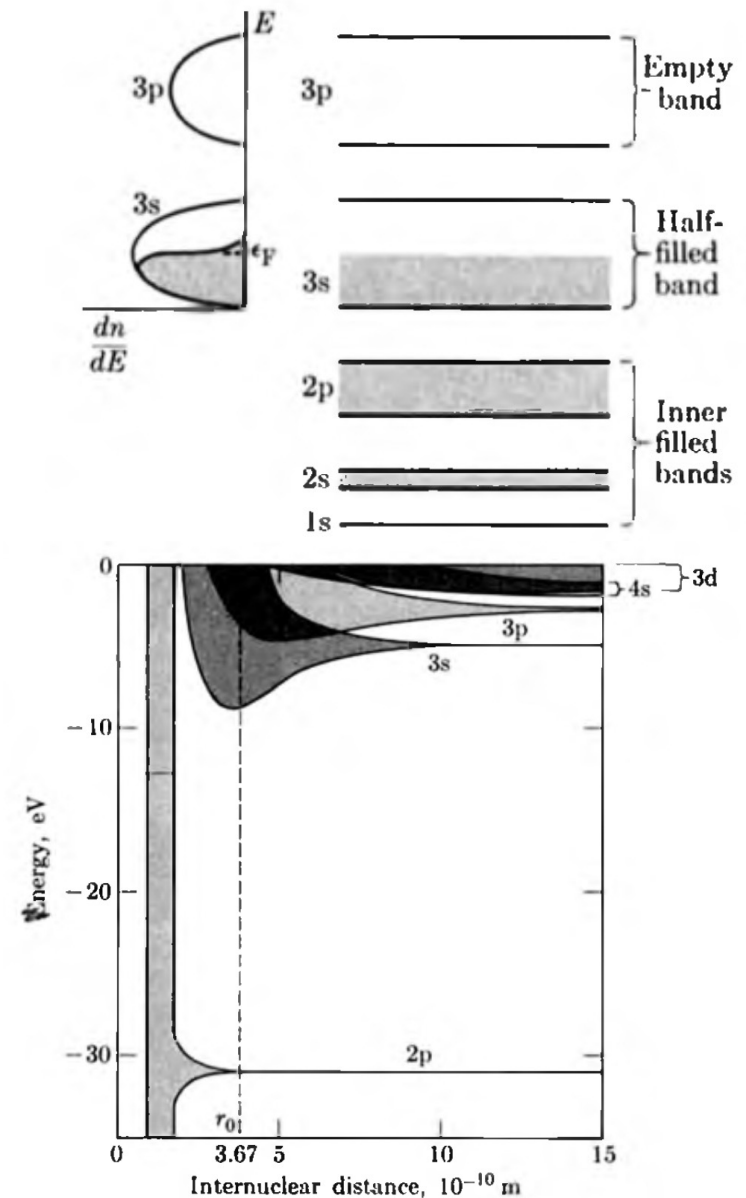 E
3p
3p
Empty
band
3s
ϵF
3s
Half-
filled
band
dn
dE
2p
2s
1s
Inner
filled
bands
0
3d
4s
3p
3s
−10
−20
−30
Energy, eV
2p
r0
0
3.67
5
10
15
Internuclear distance, 10−10 m